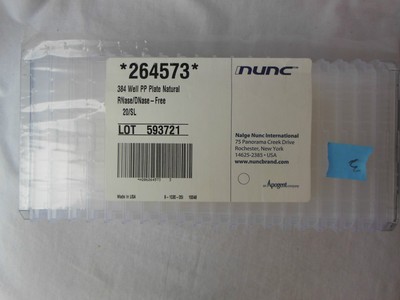 *264573*
384 Well PP Plate Natural
RNase/DNase-Free
20/SL
LOT 593721
Made in USA
nunc
Nalge Nunc International
75 Panorama Creek Drive
Rochester, New York
14625-2385 • USA
www.nuncbrand.com
Apogent
3